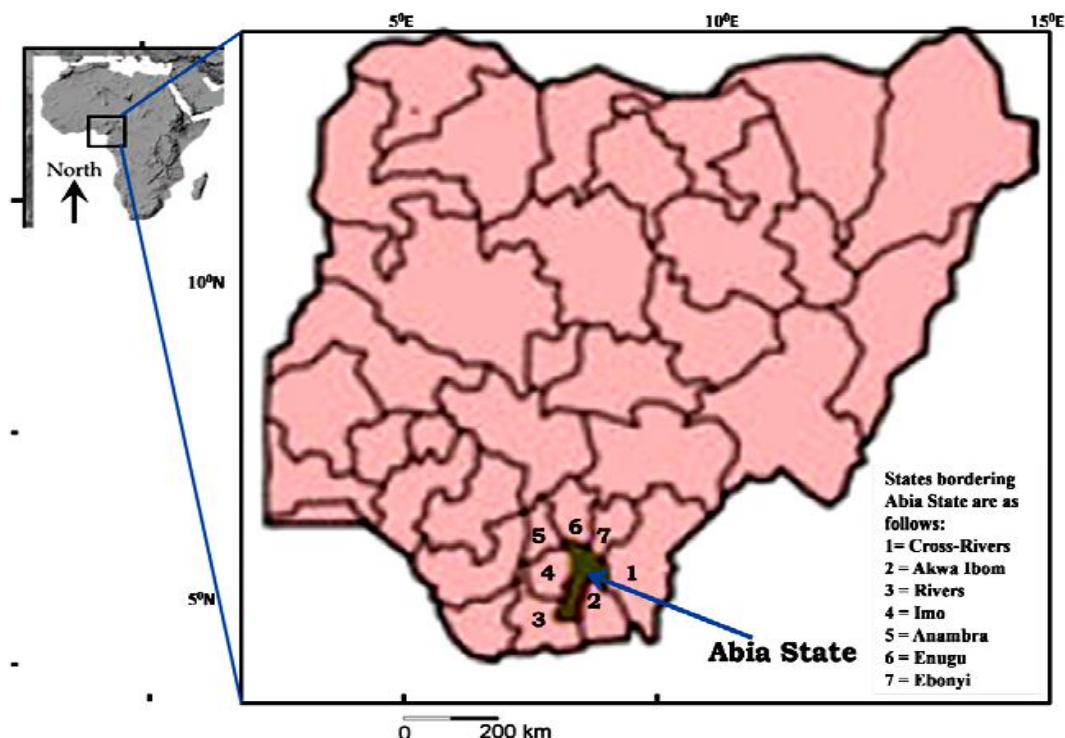 5⁰E
10⁰E
15⁰E
North
10⁰N
5⁰N
5
6
7
4
1
3
2
Abia State
States bordering
Abia State are as
follows:
1= Cross-Rivers
2 = Akwa Ibom
3 = Rivers
4 = Imo
5 = Anambra
6 = Enugu
7 = Ebonyi
0 200 km